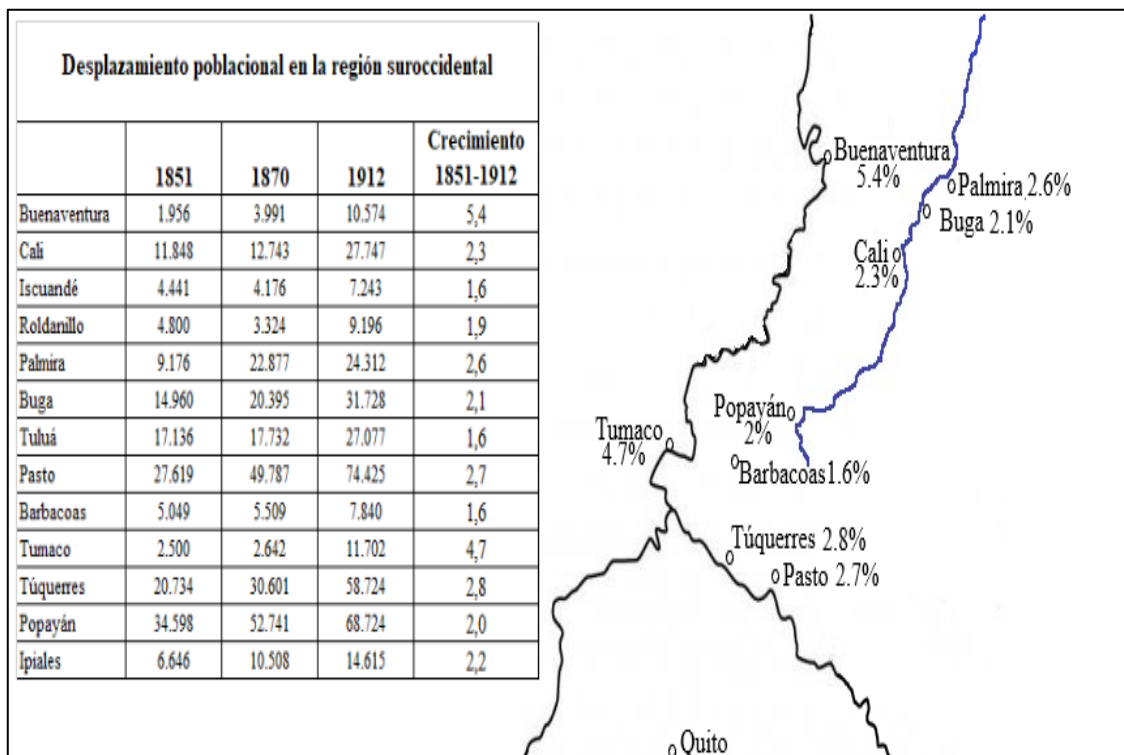 Desplazamiento poblacional en la región suroccidental
1851 1870 1912 Crecimiento 1851-1912
Buenaventura 1.956 3.991 10.574 5,4
Cali 11.848 12.743 27.747 2,3
Iscuandé 4.441 4.176 7.243 1,6
Roldanillo 4.800 3.324 9.196 1,9
Palmira 9.176 22.877 24.312 2,6
Buga 14.960 20.395 31.728 2,1
Tuluá 17.136 17.732 27.077 1,6
Pasto 27.619 49.787 74.425 2,7
Barbacoas 5.049 5.509 7.840 1,6
Tumaco 2.500 2.642 11.702 4,7
Túquerres 20.734 30.601 58.724 2,8
Popayán 34.598 52.741 68.724 2,0
Ipiales 6.646 10.508 14.615 2,2
Buenaventura
5.4%
Palmira 2.6%
Buga 2.1%
Cali
2.3%
Popayán
2%
Tumaco
4.7%
Barbacoas 1.6%
Túquerres 2.8%
Pasto 2.7%
Quito